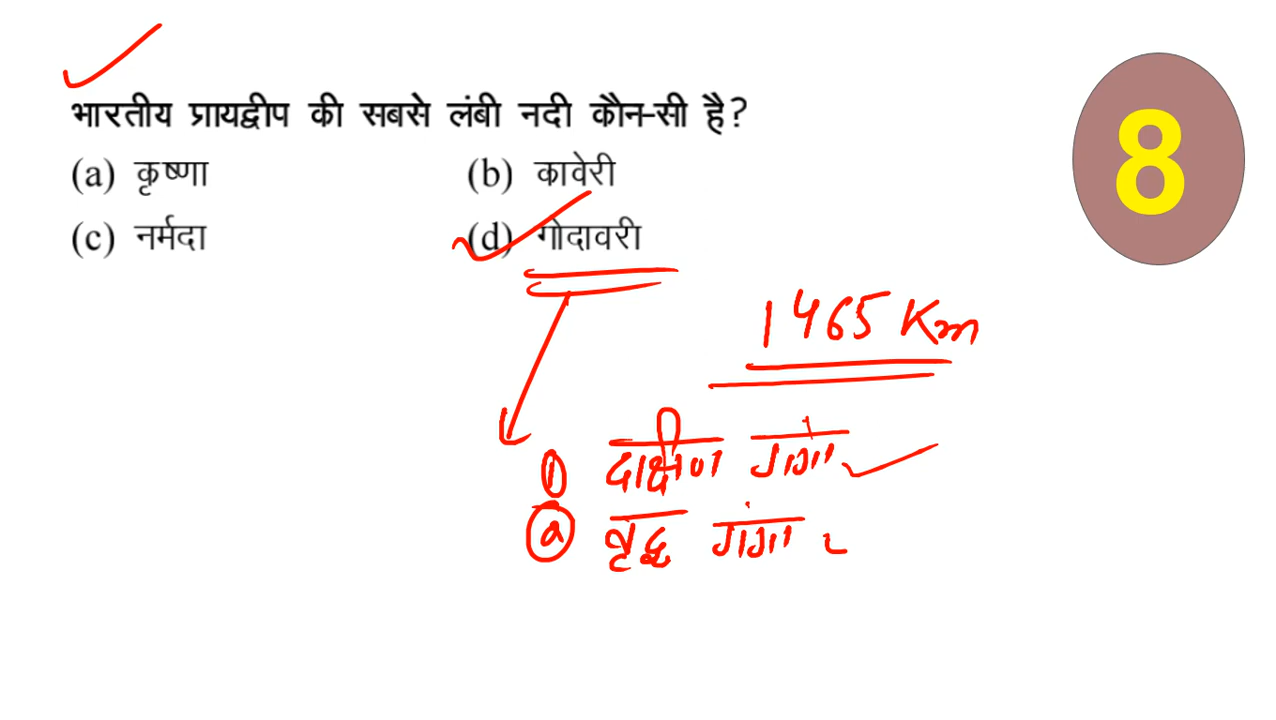 भारतीय प्रायद्वीप की सबसे लंबी नदी कौन-सी है?
(a) कृष्णा (b) कावेरी
(c) नर्मदा (d) गोदावरी
8
1465 Km
① दक्षिण गंगा
② वृद्ध गंगा